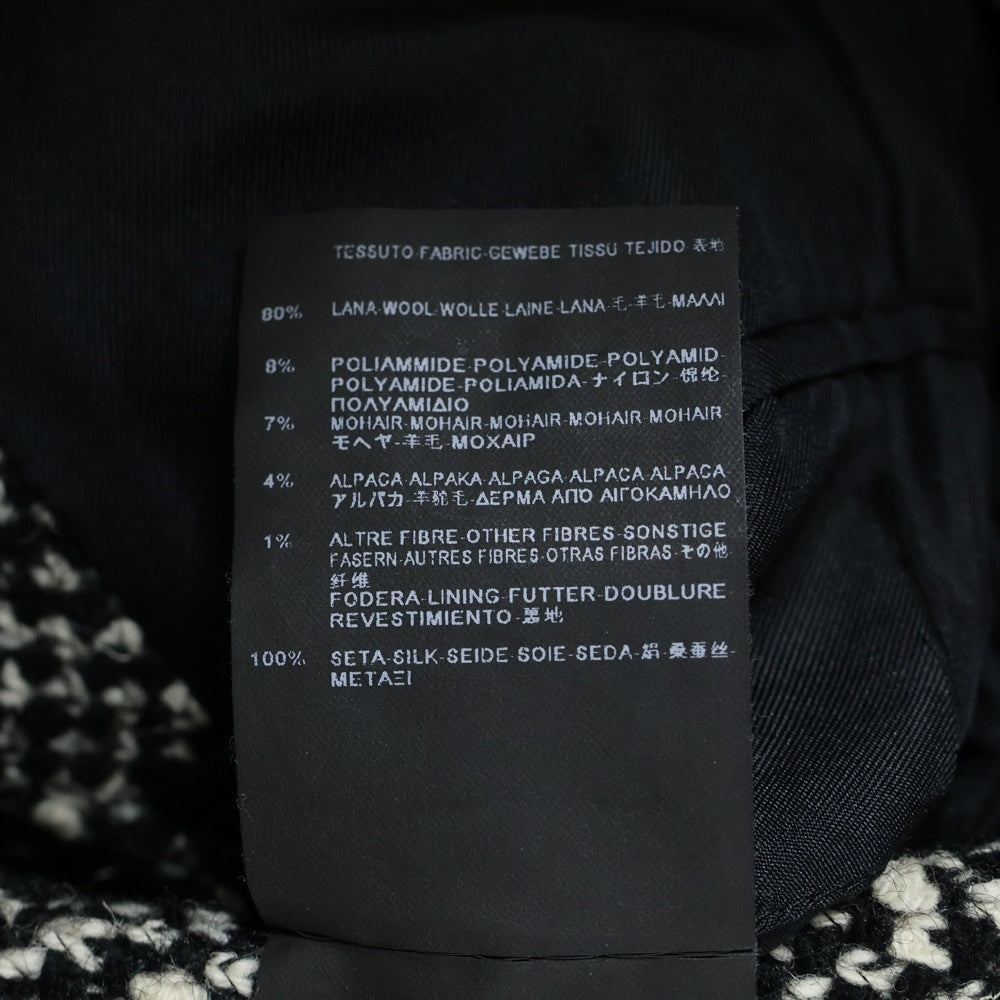 TESSUTO-FABRIC-GEWEBE TISSU TEJIDO 表地
80% LANA-WOOL-WOLLE-LAINE-LANA-毛-羊毛-ΜΑΛΛΙ
8% POLIAMMIDE-POLYAMIDE-POLYAMID-
POLYAMIDE-POLIAMIDA-ナイロン-锦纶-
ΠΟΛΥΑΜΙΔΙΟ
7% MOHAIR-MOHAIR-MOHAIR-MOHAIR-MOHAIR-
モヘヤ-羊毛-ΜΟΧΑΙΡ
4% ALPACA-ALPAKA-ALPAGA-ALPACA-ALPACA-
アルパカ-羊驼毛-ΔΕΡΜΑ ΑΠΟ ΑΙΓΟΚΑΜΗΛΟ
1% ALTRE FIBRE-OTHER FIBRES-SONSTIGE
FASERN-AUTRES FIBRES-OTRAS FIBRAS-その他-
纤维
FODERA-LINING-FUTTER-DOUBLURE-
REVESTIMIENTO-裏地
100% SETA-SILK-SEIDE-SOIE-SEDA-絹-桑蚕丝-
ΜΕΤΑΞΙ